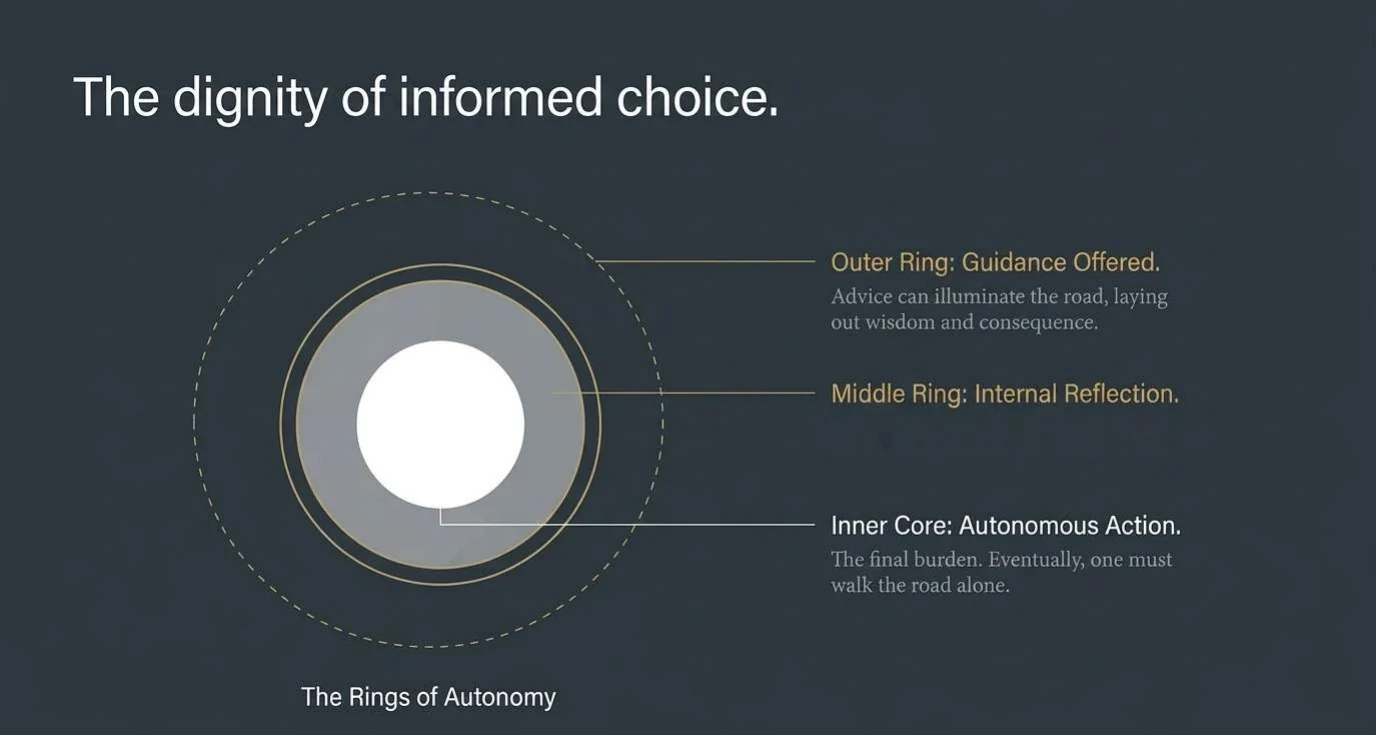 The dignity of informed choice.
Outer Ring: Guidance Offered.
Advice can illuminate the road, laying
out wisdom and consequence.
Middle Ring: Internal Reflection.
Inner Core: Autonomous Action.
The final burden. Eventually, one must
walk the road alone.
The Rings of Autonomy